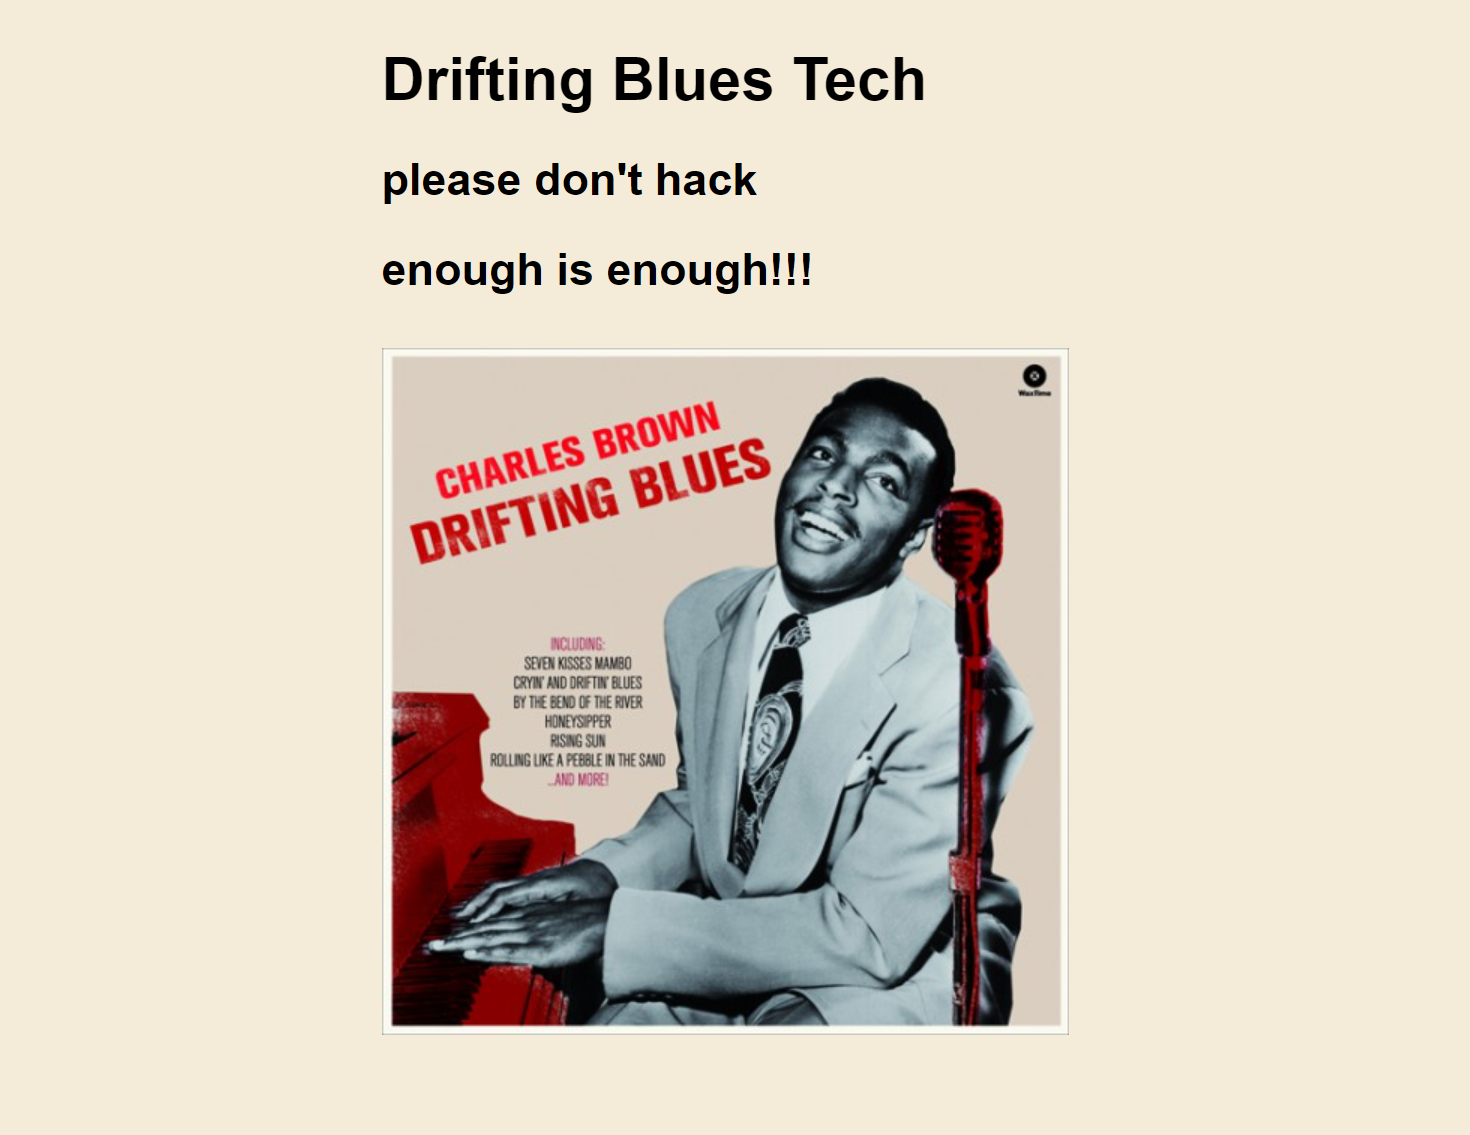 Drifting Blues Tech
please don't hack
enough is enough!!!
WaxTime
CHARLES BROWN
DRIFTING BLUES
INCLUDING:
SEVEN KISSES MAMBO
CRYIN' AND DRIFTIN' BLUES
BY THE BEND OF THE RIVER
HONEYSIPPER
RISING SUN
ROLLING LIKE A PEBBLE IN THE SAND
...AND MORE!